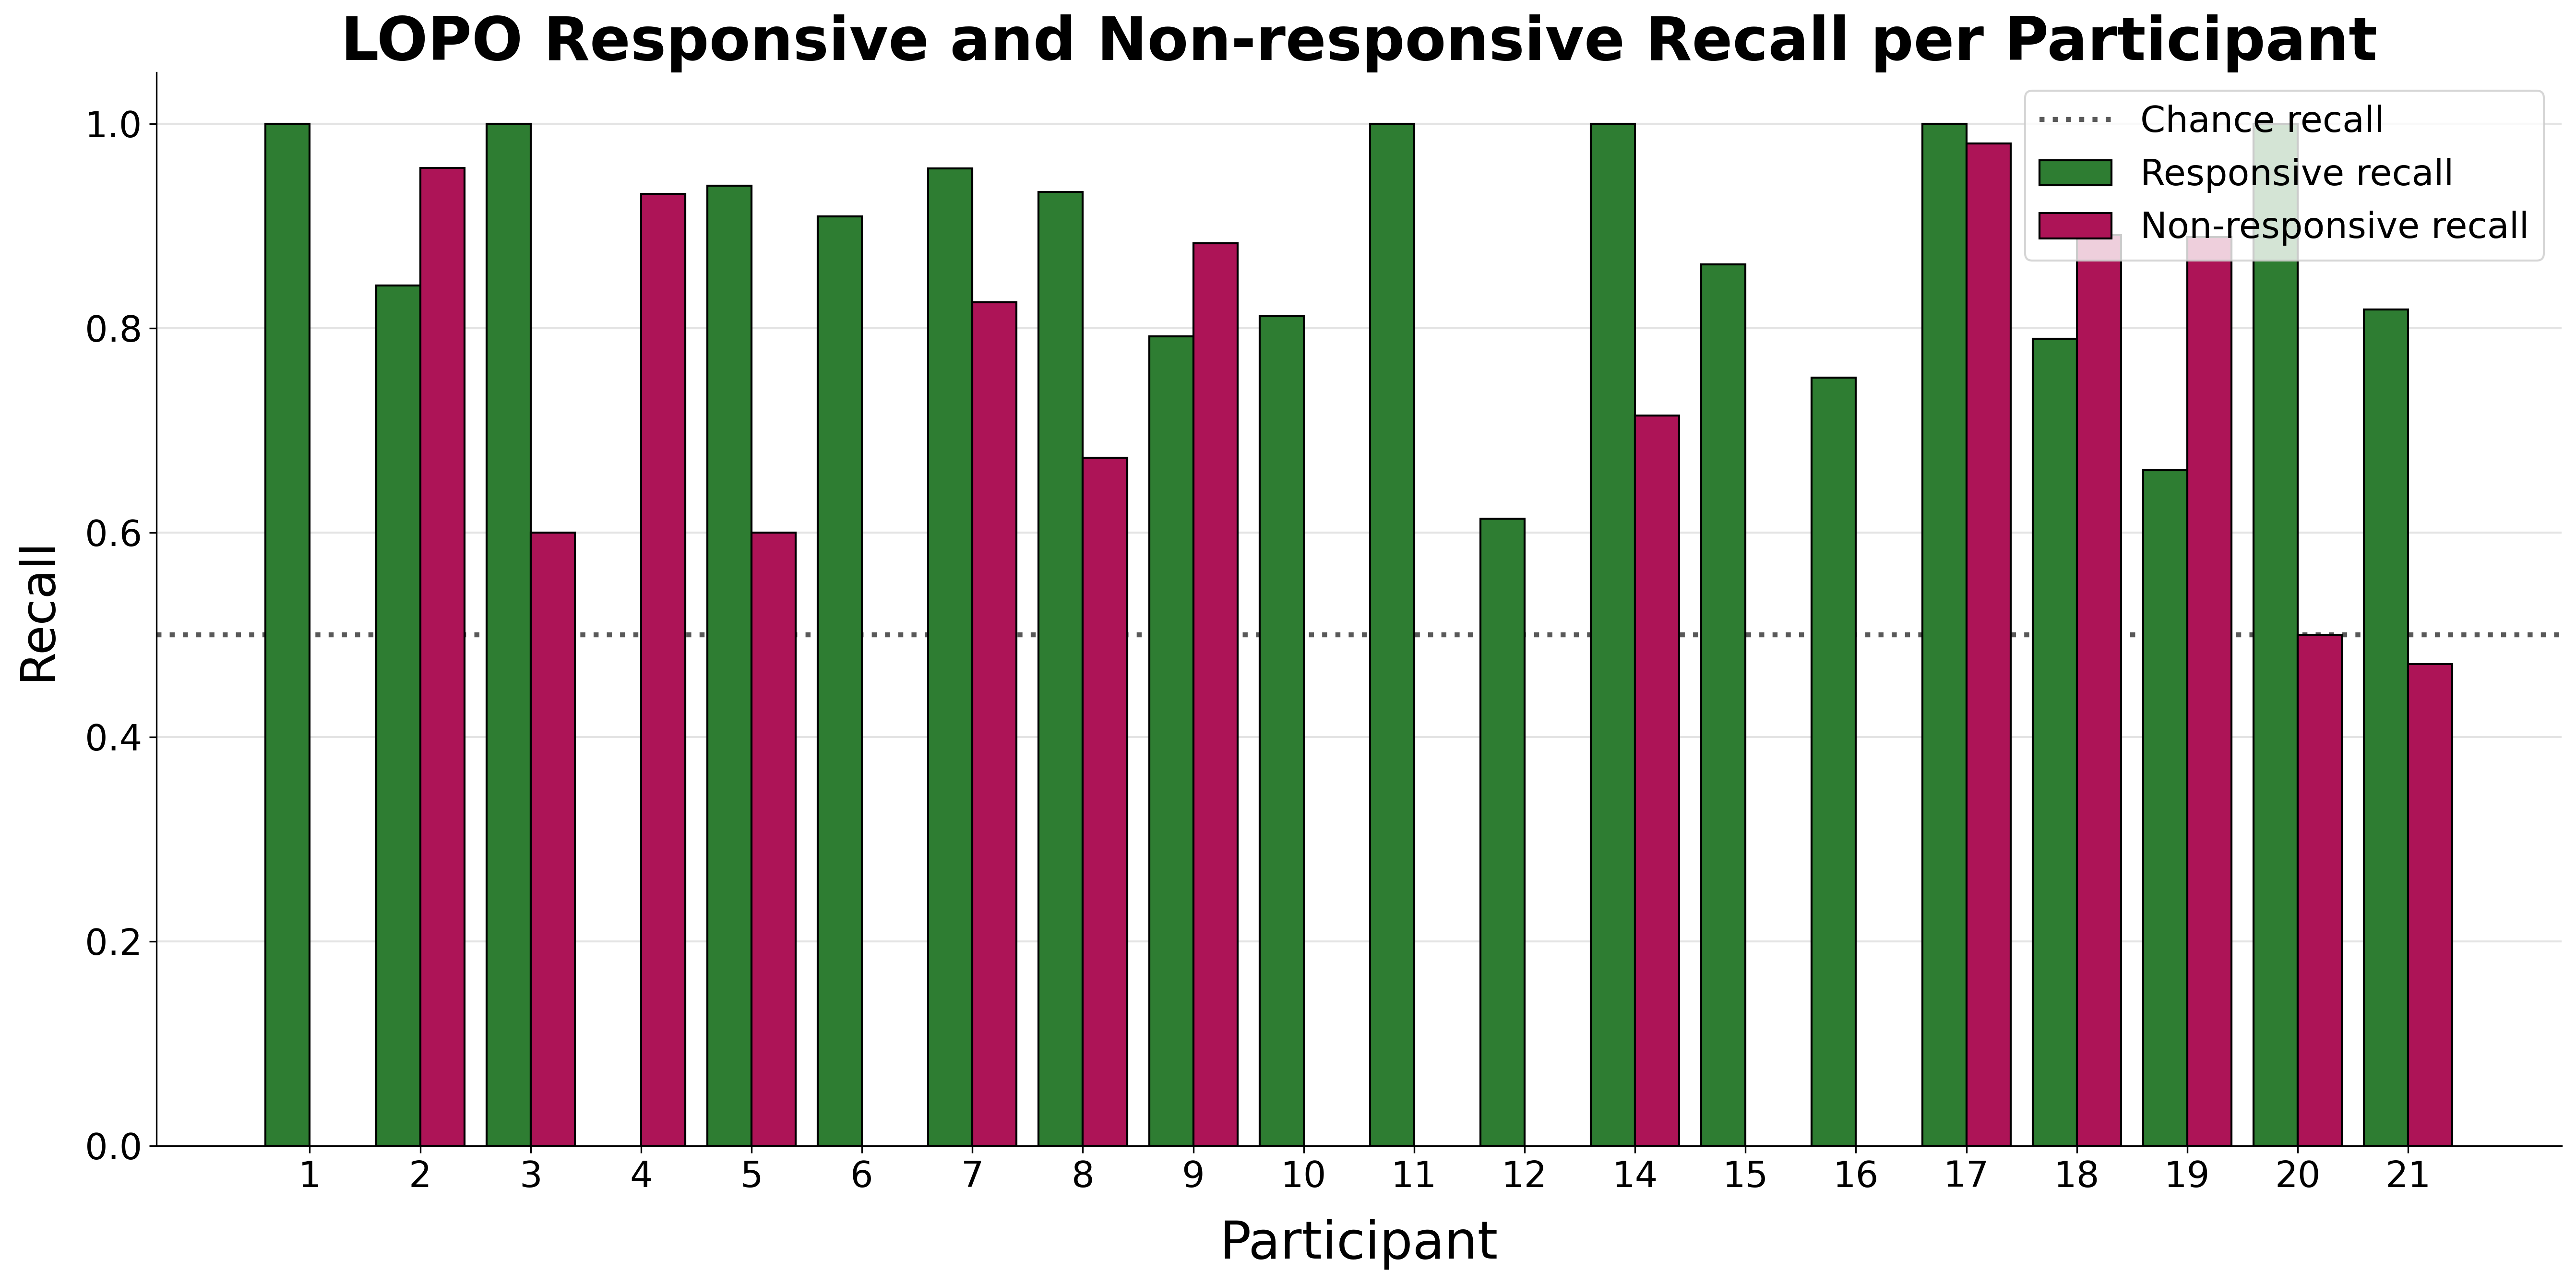 LOPO Responsive and Non-responsive Recall per Participant
Chance recall
Responsive recall
Non-responsive recall
Recall
1.0
0.8
0.6
0.4
0.2
0.0
1 2 3 4 5 6 7 8 9 10 11 12 14 15 16 17 18 19 20 21
Participant